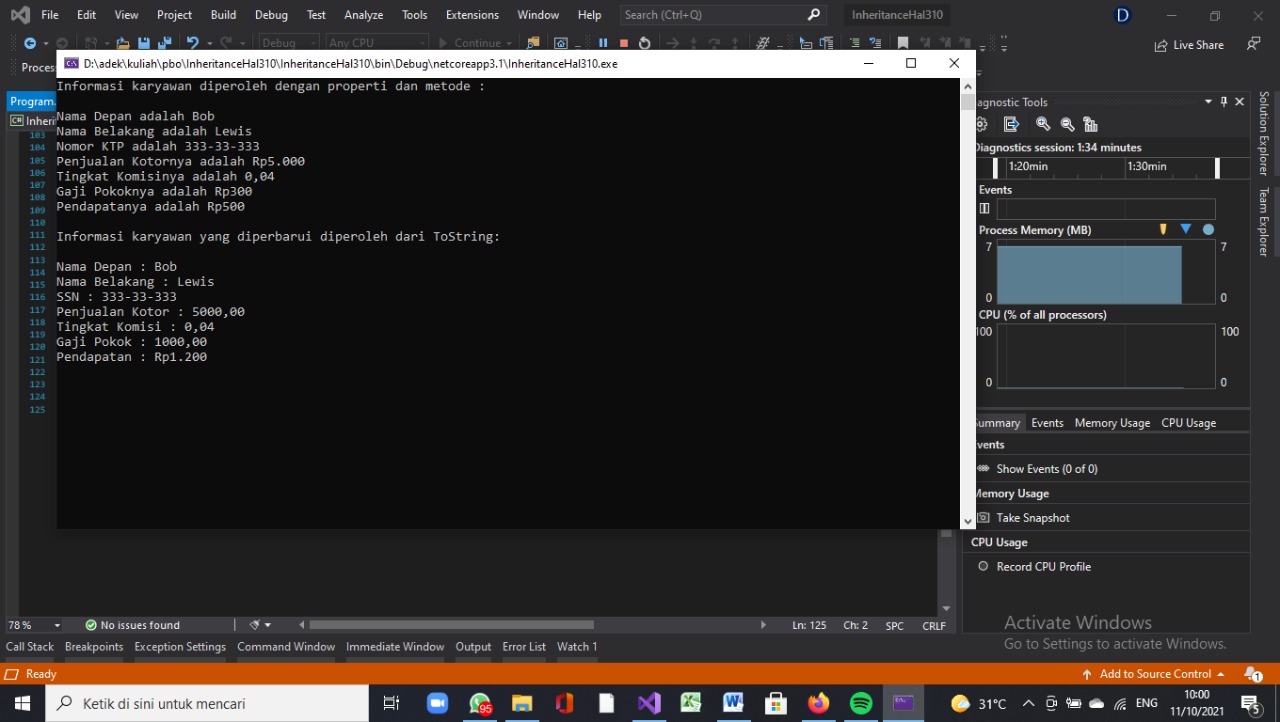 File Edit View Project Build Debug Test Analyze Tools Extensions Window Help Search (Ctrl+Q) InheritanceHal310 D
Debug Any CPU Continue Live Share
D:\adek\kuliah\pbo\InheritanceHal310\InheritanceHal310\bin\Debug\netcoreapp3.1\InheritanceHal310.exe
Informasi karyawan diperoleh dengan properti dan metode :
Nama Depan adalah Bob
Nama Belakang adalah Lewis
Nomor KTP adalah 333-33-333
Penjualan Kotornya adalah Rp5.000
Tingkat Komisinya adalah 0,04
Gaji Pokoknya adalah Rp300
Pendapatanya adalah Rp500
Informasi karyawan yang diperbarui diperoleh dari ToString:
Nama Depan : Bob
Nama Belakang : Lewis
SSN : 333-33-333
Penjualan Kotor : 5000,00
Tingkat Komisi : 0,04
Gaji Pokok : 1000,00
Pendapatan : Rp1.200
Proces
Program.
C# Inheri
103
104
105
106
107
108
109
110
111
112
113
114
115
116
117
118
119
120
121
122
123
124
125
agnostic Tools
Diagnostics session: 1:34 minutes
1:20min 1:30min
Events
Process Memory (MB)
7 7
0 0
CPU (% of all processors)
100 100
0 0
Summary Events Memory Usage CPU Usage
vents
Show Events (0 of 0)
Memory Usage
Take Snapshot
CPU Usage
Record CPU Profile
Solution Explorer
Team Explorer
78 % No issues found Ln: 125 Ch: 2 SPC CRLF
Call Stack Breakpoints Exception Settings Command Window Immediate Window Output Error List Watch 1
Activate Windows
Go to Settings to activate Windows.
Ready Add to Source Control 1
Ketik di sini untuk mencari 95 31°C ENG 10:00
11/10/2021 5